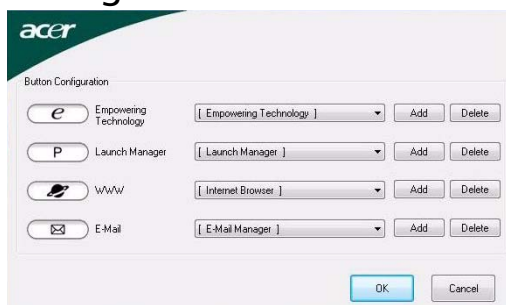 acer
Button Configuration
e Empowering Technology [ Empowering Technology ] Add Delete
P Launch Manager [ Launch Manager ] Add Delete
WWW [ Internet Browser ] Add Delete
E-Mail [ E-Mail Manager ] Add Delete
OK Cancel